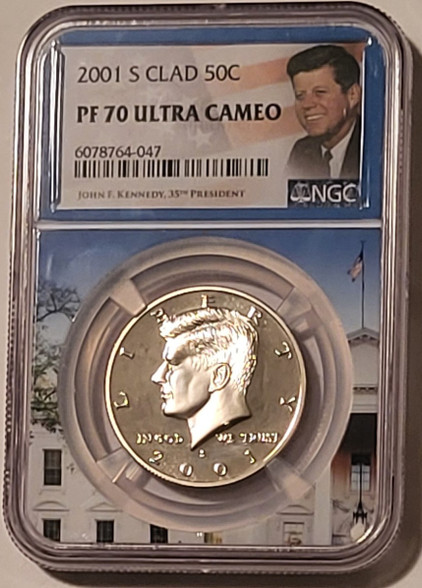 2001 S CLAD 50C
PF 70 ULTRA CAMEO
6078764-047
JOHN F. KENNEDY, 35TH PRESIDENT
NGC
LIBERTY
IN GOD WE TRUST
S
2001